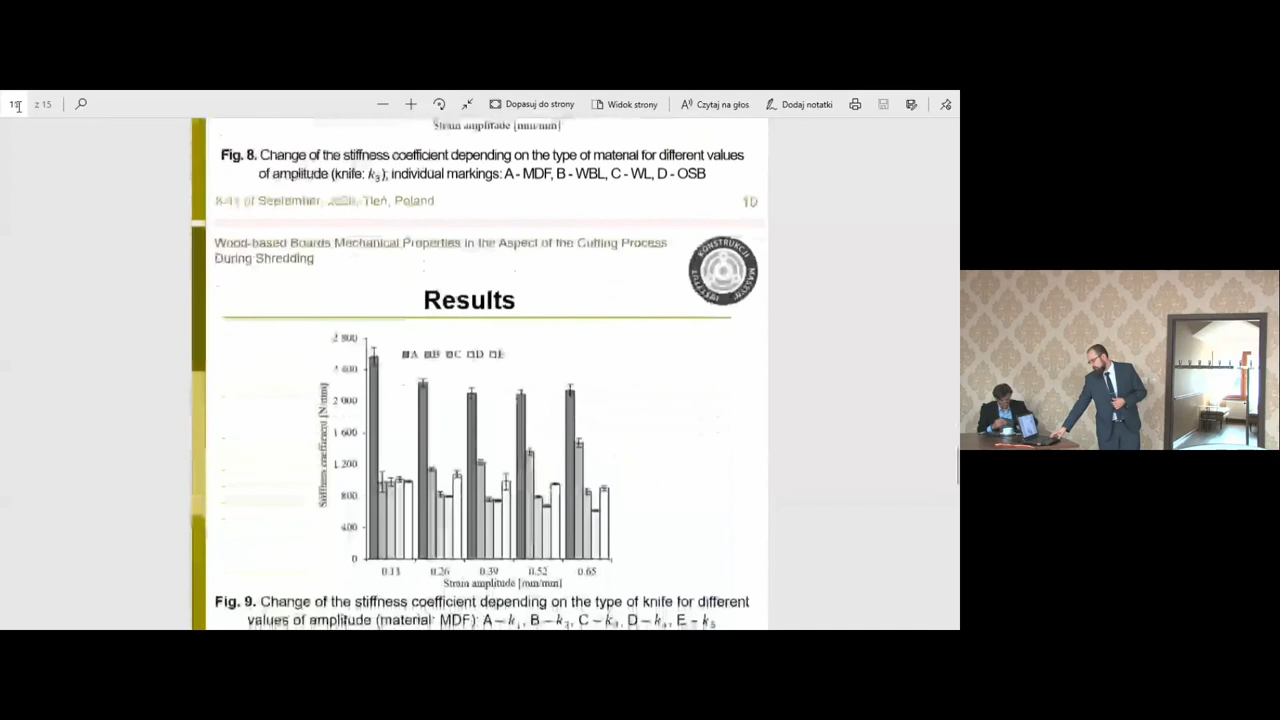 z 15
Dopasuj do strony
Widok strony
Czytaj na głos
Dodaj notatki
Strain amplitude [mm/mm]
Fig. 8. Change of the stiffness coefficient depending on the type of material for different values
of amplitude (knife: k3); individual markings: A - MDF, B - WBL, C - WL, D - OSB
of September, Tleń, Poland
10
Wood-based Boards Mechanical Properties in the Aspect of the Cutting Process
During Shredding
KONSTRUKCJI MASZYN
Results
2 800
2 000
1 600
1 200
800
400
0
A B C D E
Stiffness coefficient [N/mm]
0.13 0.26 0.39 0.52 0.65
Strain amplitude [mm/mm]
Fig. 9. Change of the stiffness coefficient depending on the type of knife for different
values of amplitude (material: MDF): A – k1, B – k2, C – k3, D – k4, E – k5